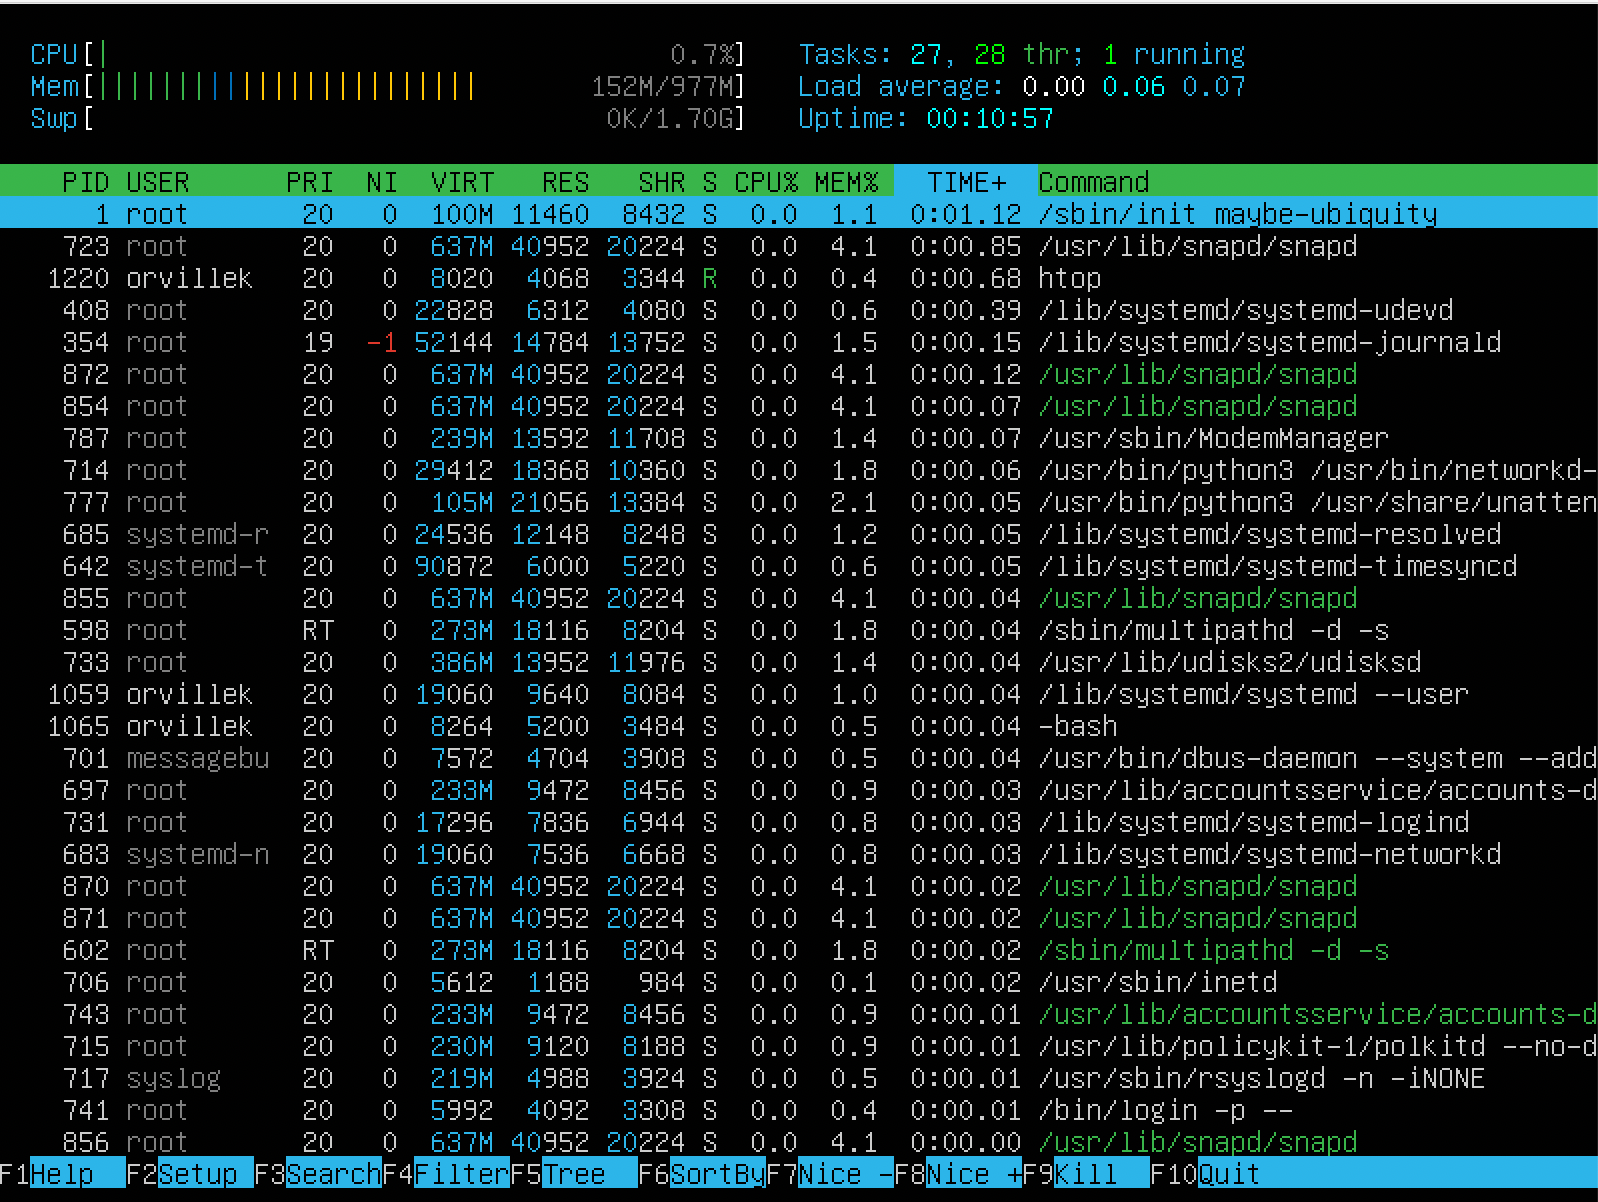 CPU[| 0.7%] Tasks: 27, 28 thr; 1 running
Mem[|||||||||||||||||||||||| 152M/977M] Load average: 0.00 0.06 0.07
Swp[ 0K/1.70G] Uptime: 00:10:57
PID USER PRI NI VIRT RES SHR S CPU% MEM% TIME+ Command
1 root 20 0 100M 11460 8432 S 0.0 1.1 0:01.12 /sbin/init maybe-ubiquity
723 root 20 0 637M 40952 20224 S 0.0 4.1 0:00.85 /usr/lib/snapd/snapd
1220 orvillek 20 0 8020 4068 3344 R 0.0 0.4 0:00.68 htop
408 root 20 0 22828 6312 4080 S 0.0 0.6 0:00.39 /lib/systemd/systemd-udevd
354 root 19 -1 52144 14784 13752 S 0.0 1.5 0:00.15 /lib/systemd/systemd-journald
872 root 20 0 637M 40952 20224 S 0.0 4.1 0:00.12 /usr/lib/snapd/snapd
854 root 20 0 637M 40952 20224 S 0.0 4.1 0:00.07 /usr/lib/snapd/snapd
787 root 20 0 239M 13592 11708 S 0.0 1.4 0:00.07 /usr/sbin/ModemManager
714 root 20 0 29412 18368 10360 S 0.0 1.8 0:00.06 /usr/bin/python3 /usr/bin/networkd-
777 root 20 0 105M 21056 13384 S 0.0 2.1 0:00.05 /usr/bin/python3 /usr/share/unatten
685 systemd-r 20 0 24536 12148 8248 S 0.0 1.2 0:00.05 /lib/systemd/systemd-resolved
642 systemd-t 20 0 90872 6000 5220 S 0.0 0.6 0:00.05 /lib/systemd/systemd-timesyncd
855 root 20 0 637M 40952 20224 S 0.0 4.1 0:00.04 /usr/lib/snapd/snapd
598 root RT 0 273M 18116 8204 S 0.0 1.8 0:00.04 /sbin/multipathd -d -s
733 root 20 0 386M 13952 11976 S 0.0 1.4 0:00.04 /usr/lib/udisks2/udisksd
1059 orvillek 20 0 19060 9640 8084 S 0.0 1.0 0:00.04 /lib/systemd/systemd --user
1065 orvillek 20 0 8264 5200 3484 S 0.0 0.5 0:00.04 -bash
701 messagebu 20 0 7572 4704 3908 S 0.0 0.5 0:00.04 /usr/bin/dbus-daemon --system --add
697 root 20 0 233M 9472 8456 S 0.0 0.9 0:00.03 /usr/lib/accountsservice/accounts-d
731 root 20 0 17296 7836 6944 S 0.0 0.8 0:00.03 /lib/systemd/systemd-logind
683 systemd-n 20 0 19060 7536 6668 S 0.0 0.8 0:00.03 /lib/systemd/systemd-networkd
870 root 20 0 637M 40952 20224 S 0.0 4.1 0:00.02 /usr/lib/snapd/snapd
871 root 20 0 637M 40952 20224 S 0.0 4.1 0:00.02 /usr/lib/snapd/snapd
602 root RT 0 273M 18116 8204 S 0.0 1.8 0:00.02 /sbin/multipathd -d -s
706 root 20 0 5612 1188 984 S 0.0 0.1 0:00.02 /usr/sbin/inetd
743 root 20 0 233M 9472 8456 S 0.0 0.9 0:00.01 /usr/lib/accountsservice/accounts-d
715 root 20 0 230M 9120 8188 S 0.0 0.9 0:00.01 /usr/lib/policykit-1/polkitd --no-d
717 syslog 20 0 219M 4988 3924 S 0.0 0.5 0:00.01 /usr/sbin/rsyslogd -n -iNONE
741 root 20 0 5992 4092 3308 S 0.0 0.4 0:00.01 /bin/login -p --
856 root 20 0 637M 40952 20224 S 0.0 4.1 0:00.00 /usr/lib/snapd/snapd
F1Help F2Setup F3SearchF4FilterF5Tree F6SortByF7Nice -F8Nice +F9Kill F10Quit